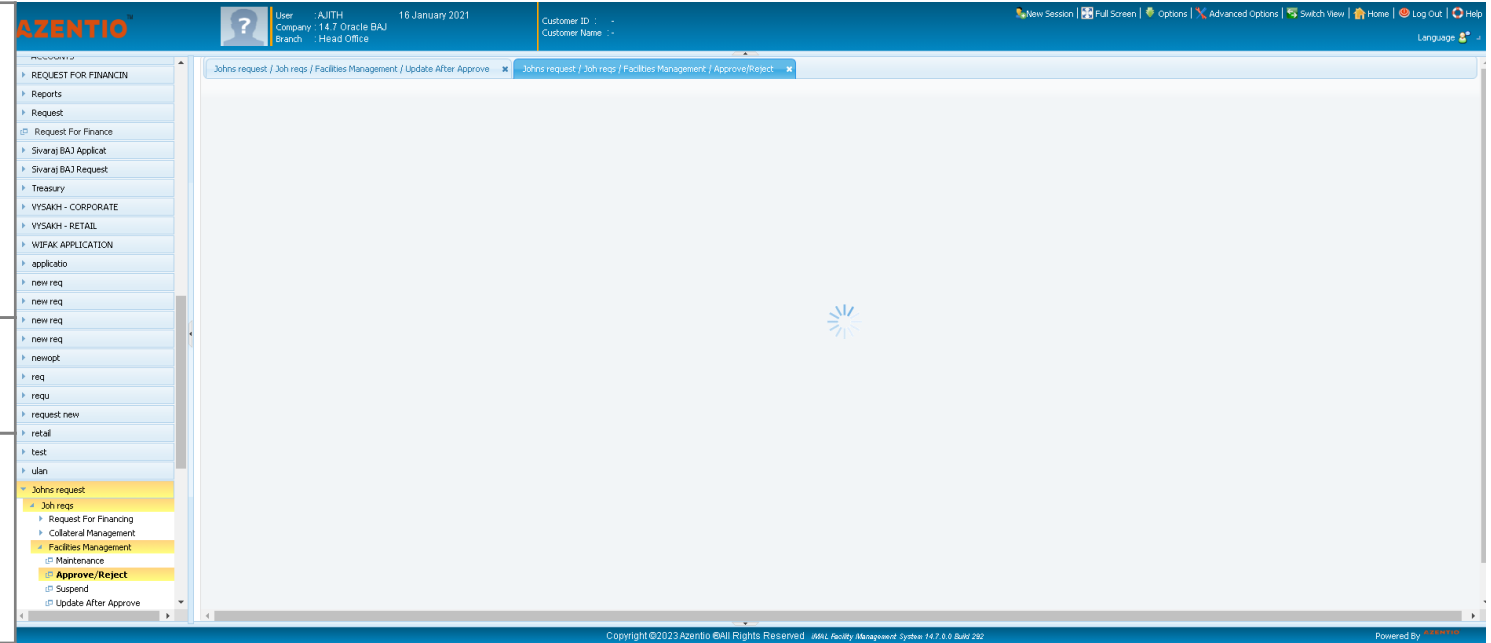 AZENTIO
User : AJITH 16 January 2021
Company : 14.7 Oracle BAJ
Branch : Head Office
Customer ID : -
Customer Name : -
New Session | Full Screen | Options | Advanced Options | Switch View | Home | Log Out | Help
Language
ACCOUNTS
REQUEST FOR FINANCIN
Reports
Request
Request For Finance
Sivaraj BAJ Applicat
Sivaraj BAJ Request
Treasury
VYSAKH - CORPORATE
VYSAKH - RETAIL
WIFAK APPLICATION
applicatio
new req
new req
new req
new req
newopt
req
requ
request new
retail
test
ulan
Johns request
Joh reqs
Request For Financing
Collateral Management
Facilities Management
Maintenance
Approve/Reject
Suspend
Update After Approve
Johns request / Joh reqs / Facilities Management / Update After Approve
Johns request / Joh reqs / Facilities Management / Approve/Reject
Copyright ©2023 Azentio ®All Rights Reserved iMAL Facility Management System 14.7.0.0 Build 292
Powered By AZENTIO